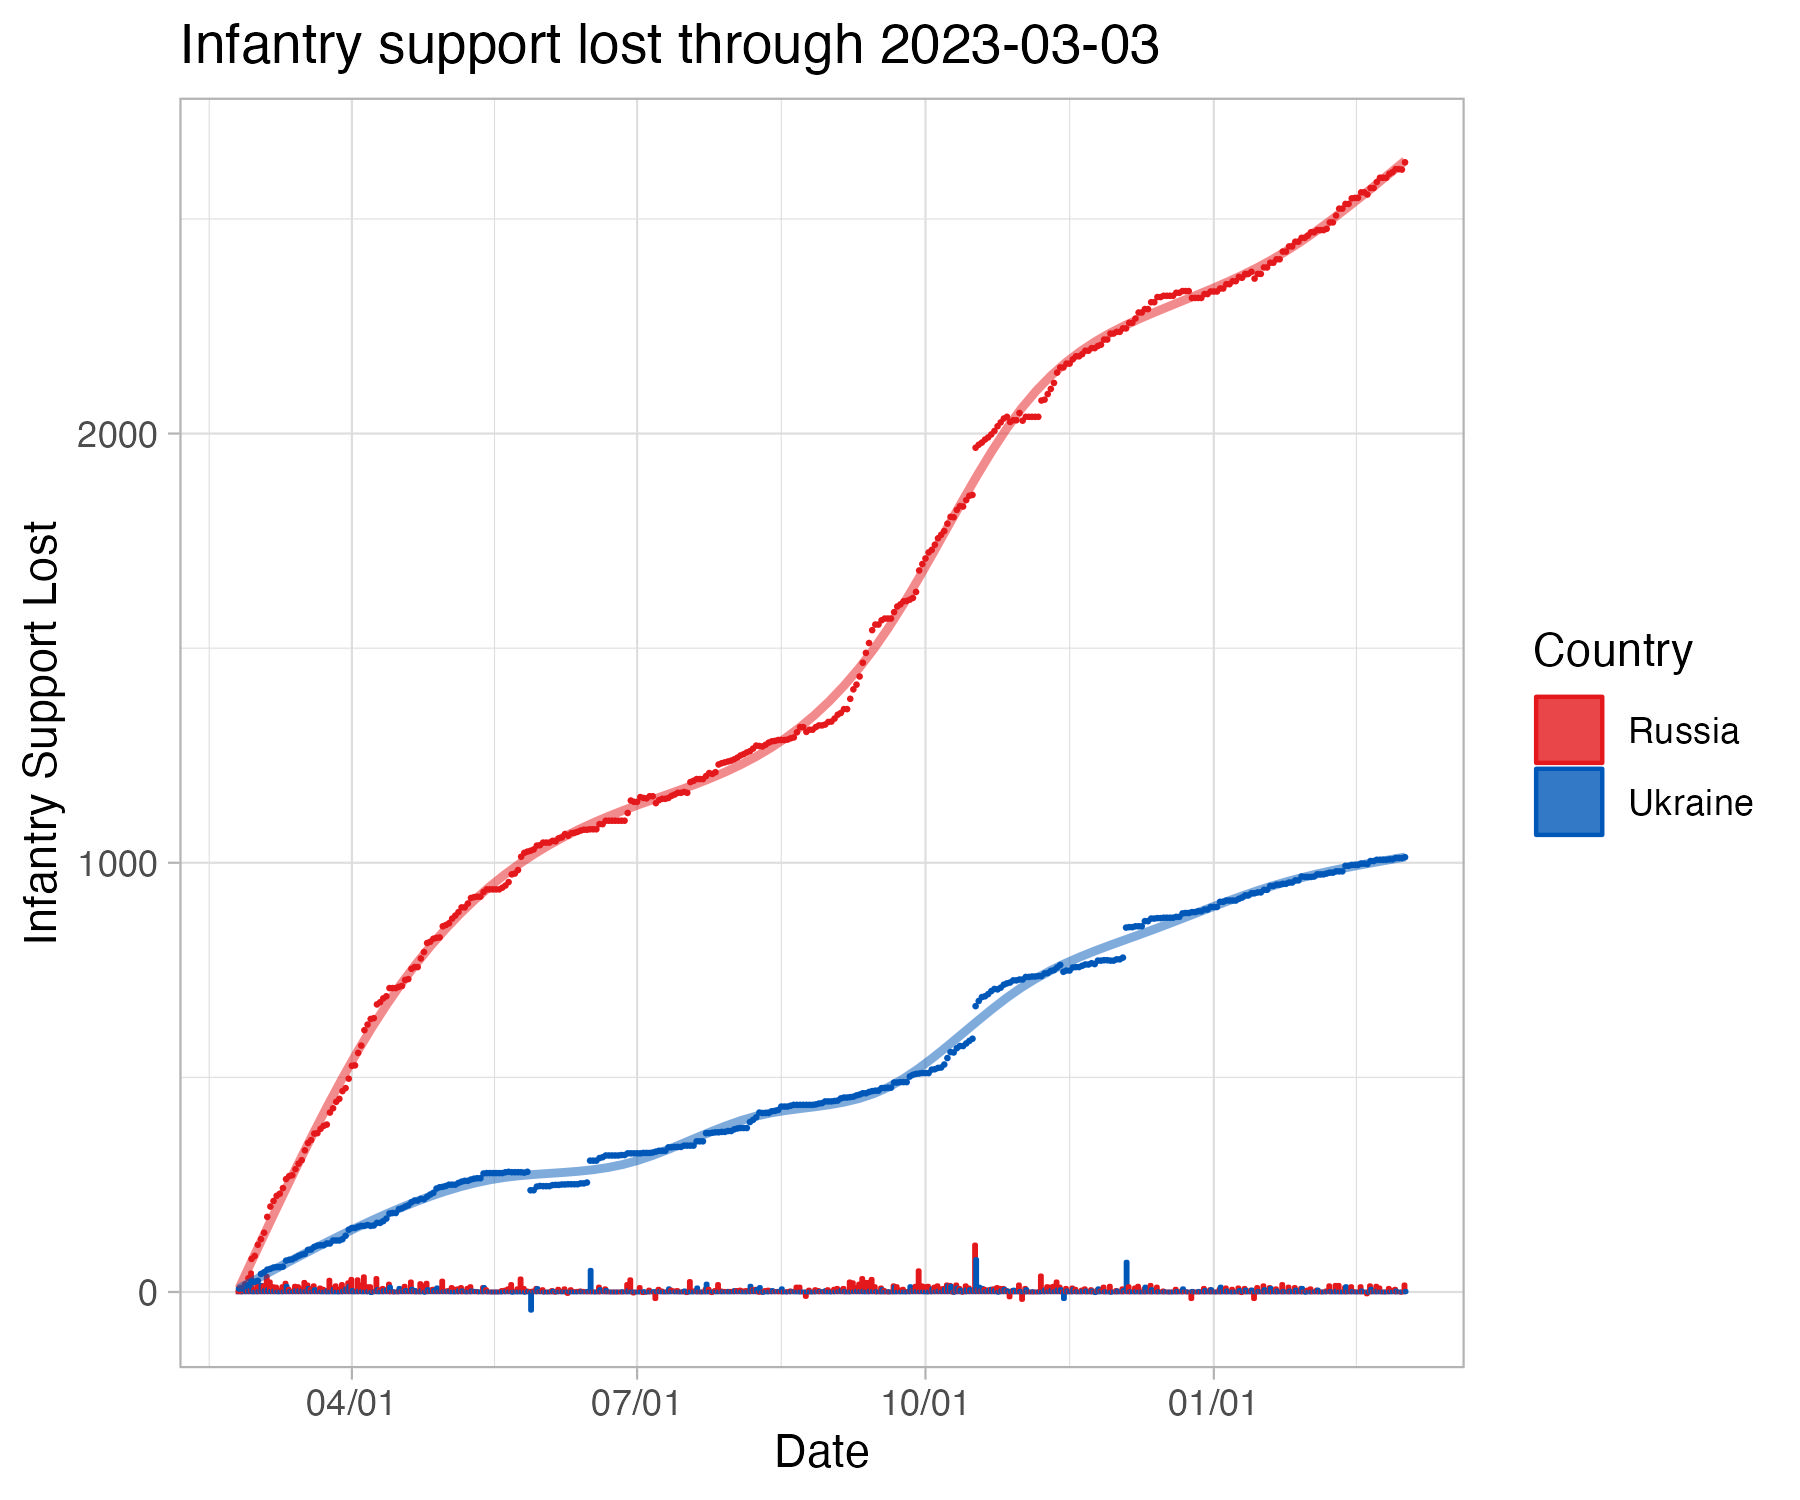 Infantry support lost through 2023-03-03
Infantry Support Lost
2000
1000
0
04/01
07/01
10/01
01/01
Date
Country
Russia
Ukraine